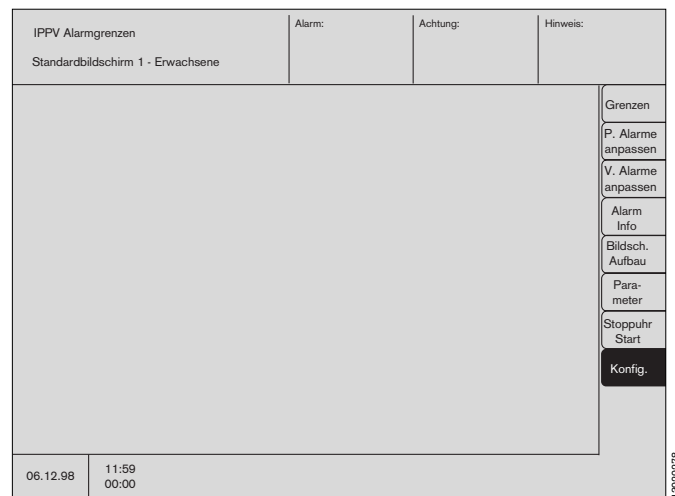 IPPV Alarmgrenzen
Standardbildschirm 1 - Erwachsene
Alarm:
Achtung:
Hinweis:
Grenzen
P. Alarme
anpassen
V. Alarme
anpassen
Alarm
Info
Bildsch.
Aufbau
Para-
meter
Stoppuhr
Start
Konfig.
06.12.98
11:59
00:00